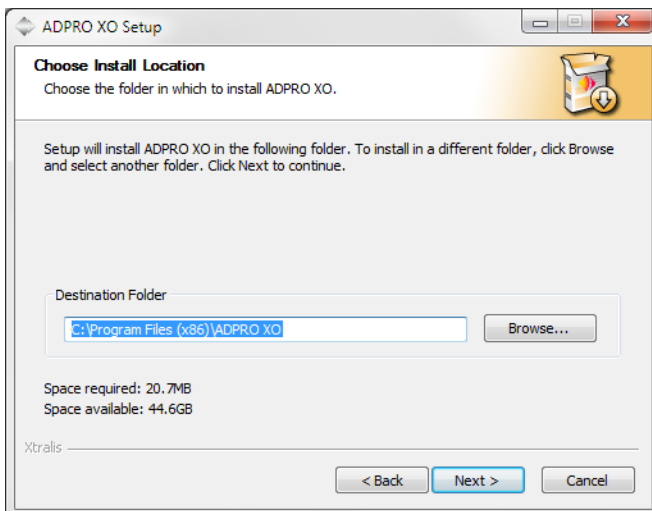 ADPRO XO Setup
Choose Install Location
Choose the folder in which to install ADPRO XO.
Setup will install ADPRO XO in the following folder. To install in a different folder, click Browse
and select another folder. Click Next to continue.
Destination Folder
C:\Program Files (x86)\ADPRO XO
Browse...
Space required: 20.7MB
Space available: 44.6GB
Xtralis
< Back
Next >
Cancel